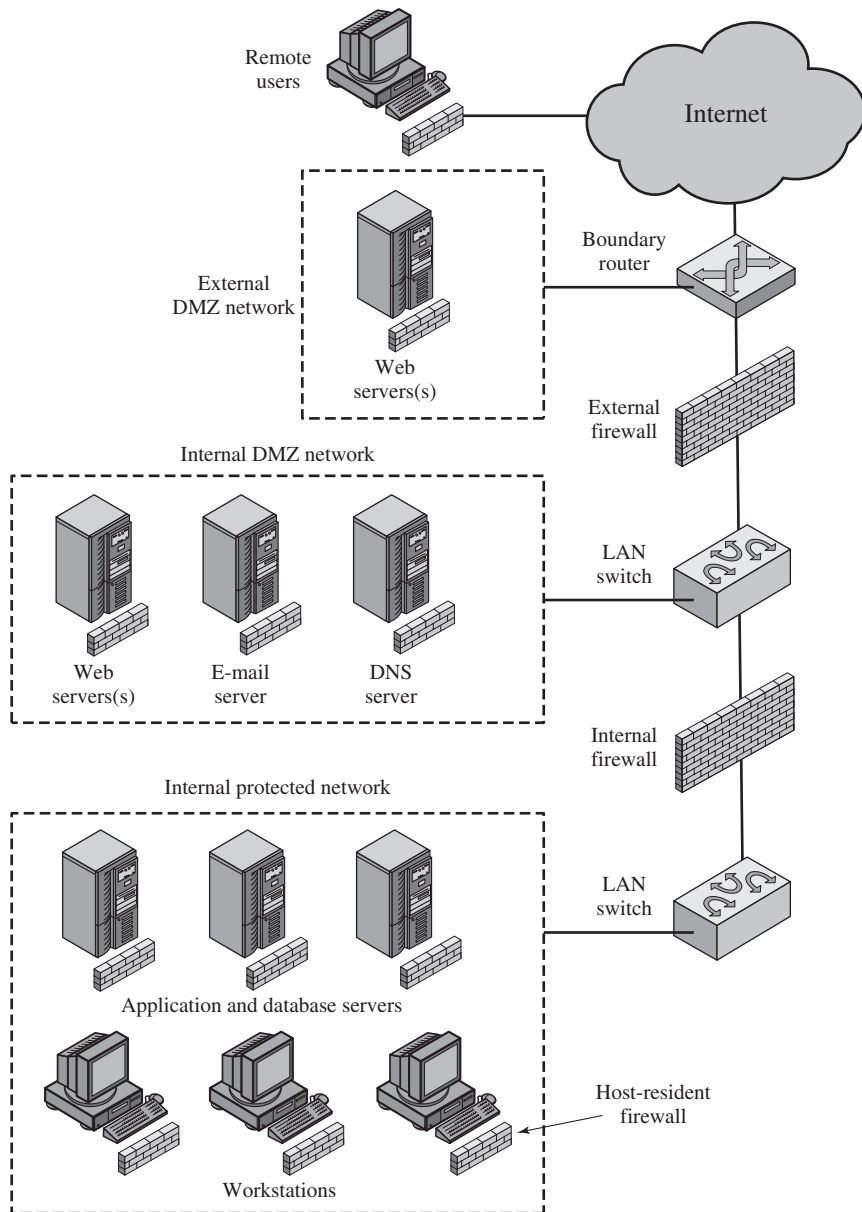 Remote
users
Internet
Boundary
router
External
DMZ network
Web
servers(s)
External
firewall
Internal DMZ network
LAN
switch
Web
servers(s)
E-mail
server
DNS
server
Internal
firewall
Internal protected network
LAN
switch
Application and database servers
Host-resident
firewall
Workstations